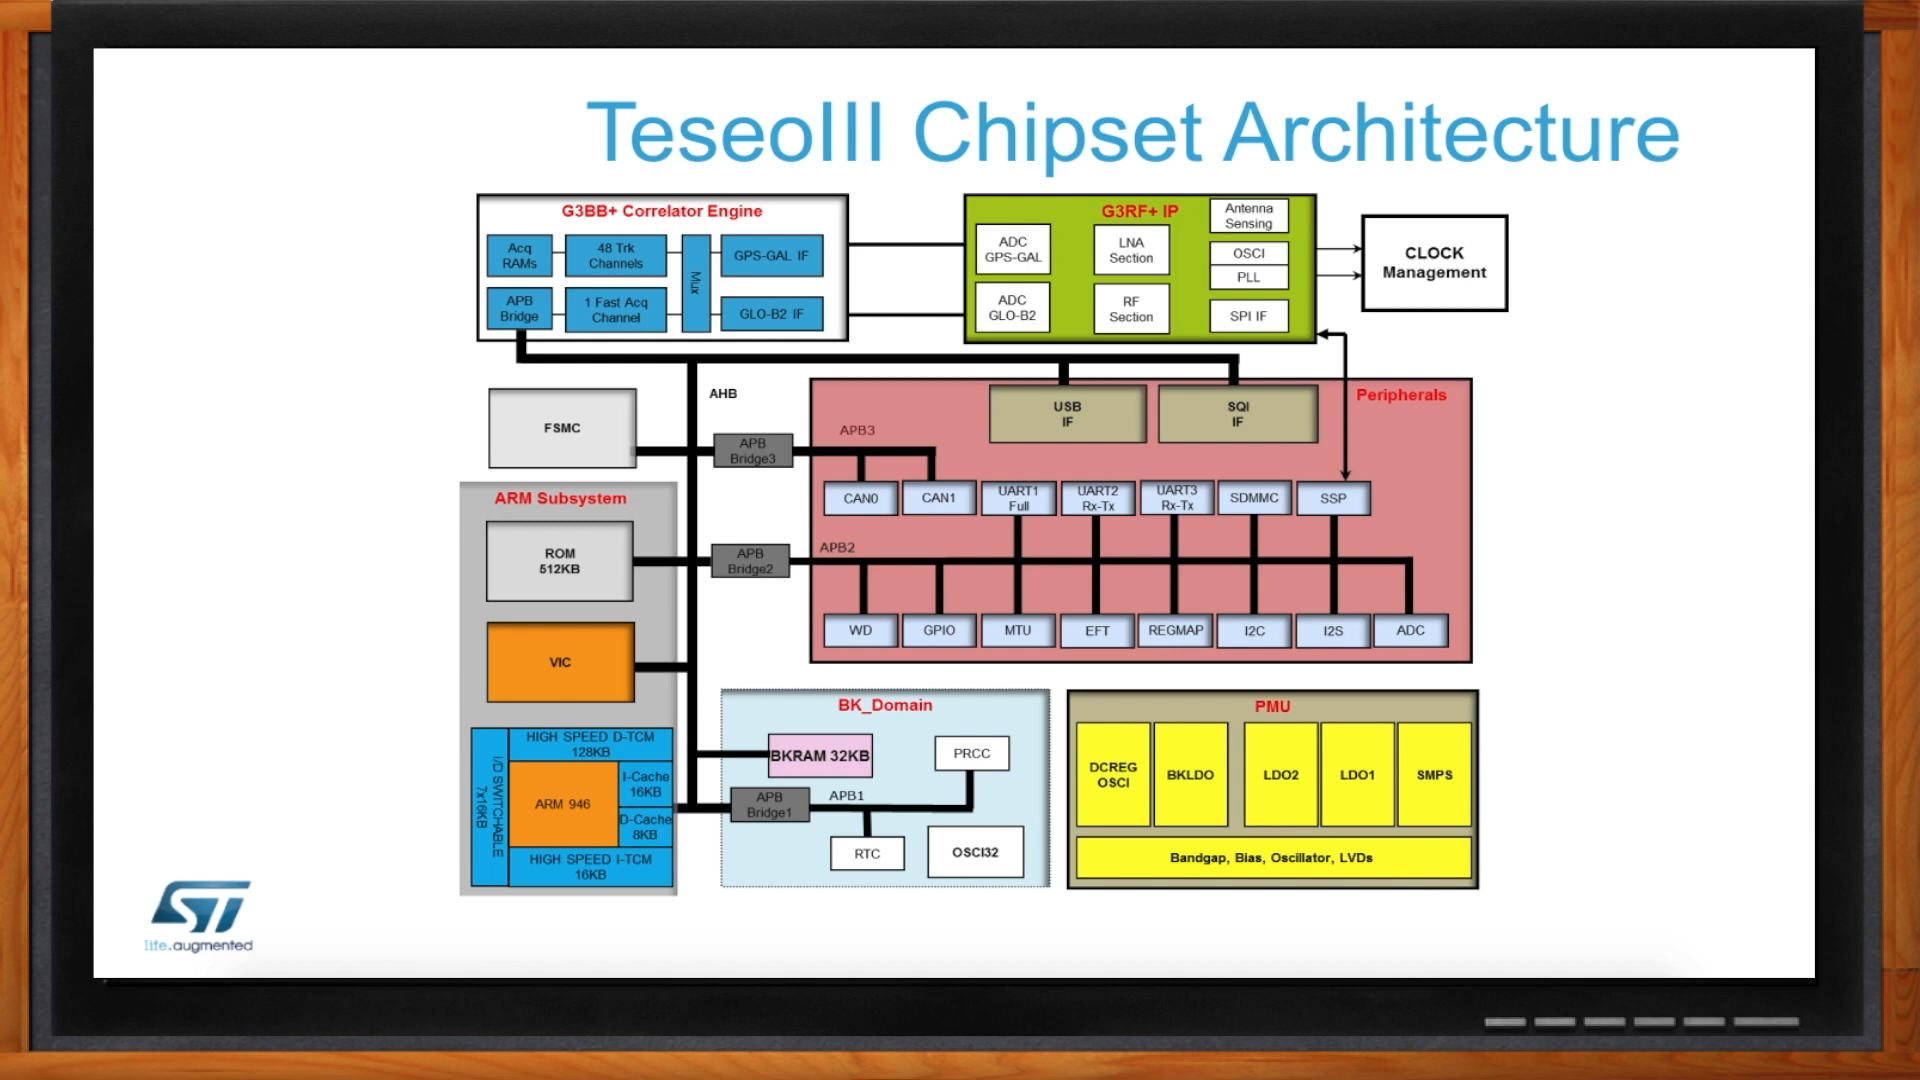 TeseoIII Chipset Architecture
G3BB+ Correlator Engine
Acq
RAMs
48 Trk
Channels
Mux
GPS-GAL IF
APB
Bridge
1 Fast Acq
Channel
GLO-B2 IF
G3RF+ IP
ADC
GPS-GAL
LNA
Section
Antenna
Sensing
OSCI
PLL
ADC
GLO-B2
RF
Section
SPI IF
CLOCK
Management
AHB
FSMC
APB
Bridge3
Peripherals
USB
IF
SQI
IF
APB3
CAN0
CAN1
UART1
Full
UART2
Rx-Tx
UART3
Rx-Tx
SDMMC
SSP
APB
Bridge2
APB2
WD
GPIO
MTU
EFT
REGMAP
I2C
I2S
ADC
ARM Subsystem
ROM
512KB
VIC
HIGH SPEED D-TCM
128KB
I/D SWITCHABLE
7x16KB
ARM 946
I-Cache
16KB
D-Cache
8KB
HIGH SPEED I-TCM
16KB
BK_Domain
BKRAM 32KB
PRCC
APB
Bridge1
APB1
RTC
OSCI32
PMU
DCREG
OSCI
BKLDO
LDO2
LDO1
SMPS
Bandgap, Bias, Oscillator, LVDs
ST
life.augmented